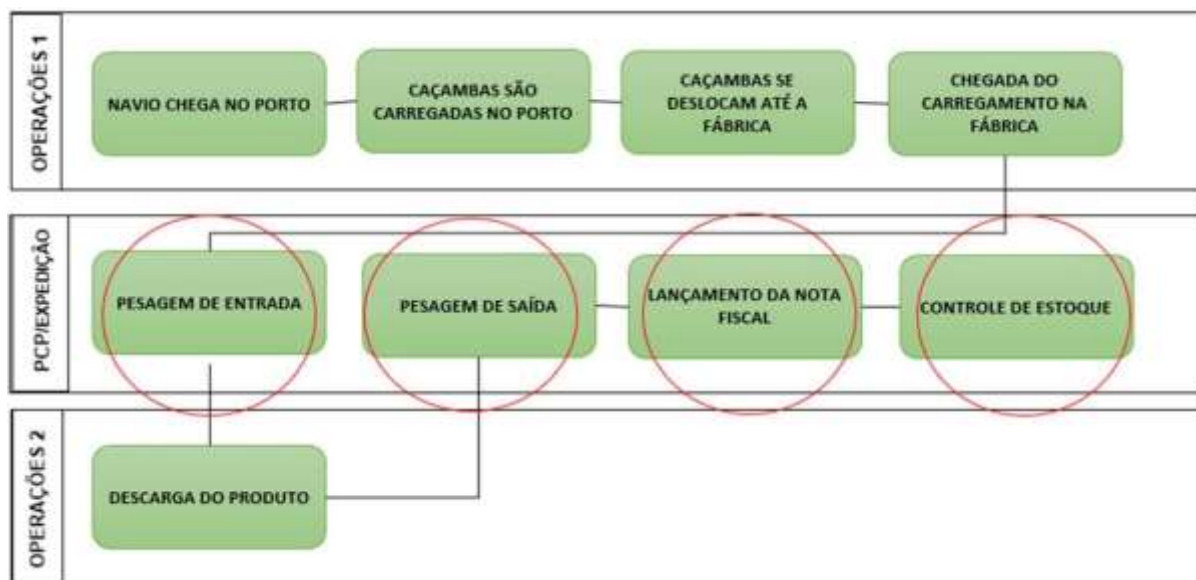 OPERAÇÕES 1
NAVIO CHEGA NO PORTO
CAÇAMBAS SÃO
CARREGADAS NO PORTO
CAÇAMBAS SE
DESLOCAM ATÉ A
FÁBRICA
CHEGADA DO
CARREGAMENTO NA
FÁBRICA
PCP/EXPEDIÇÃO
PESAGEM DE ENTRADA
PESAGEM DE SAÍDA
LANÇAMENTO DA NOTA
FISCAL
CONTROLE DE ESTOQUE
OPERAÇÕES 2
DESCARGA DO PRODUTO